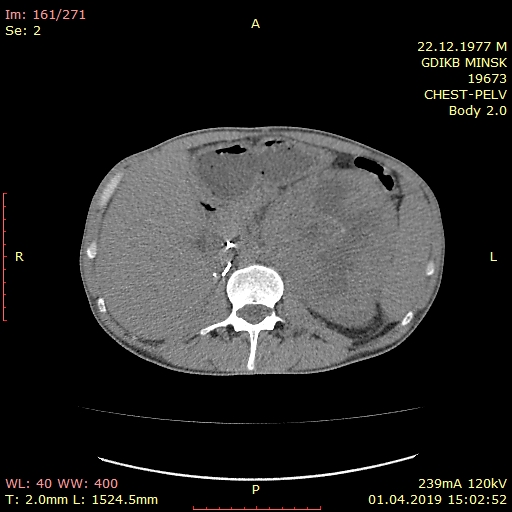 Im: 161/271
Se: 2
A
22.12.1977 M
GDIKB MINSK
19673
CHEST-PELV
Body 2.0
R
L
WL: 40 WW: 400
T: 2.0mm L: 1524.5mm
P
239mA 120kV
01.04.2019 15:02:52